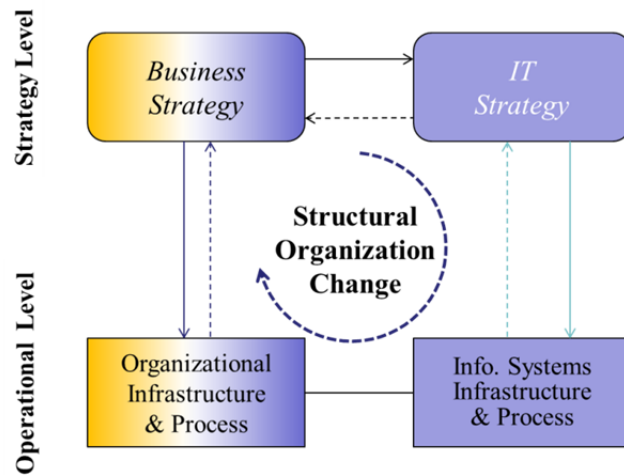 Strategy Level
Business
Strategy
IT
Strategy
Structural
Organization
Change
Operational Level
Organizational
Infrastructure
& Process
Info. Systems
Infrastructure
& Process